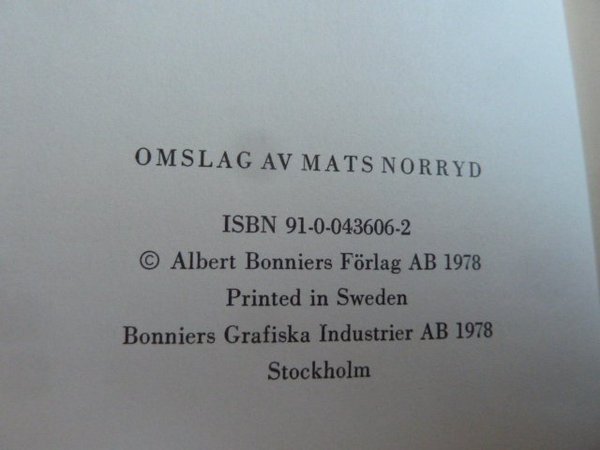 OMSLAG AV MATS NORRYD
ISBN 91-0-043606-2
© Albert Bonniers Förlag AB 1978
Printed in Sweden
Bonniers Grafiska Industrier AB 1978
Stockholm